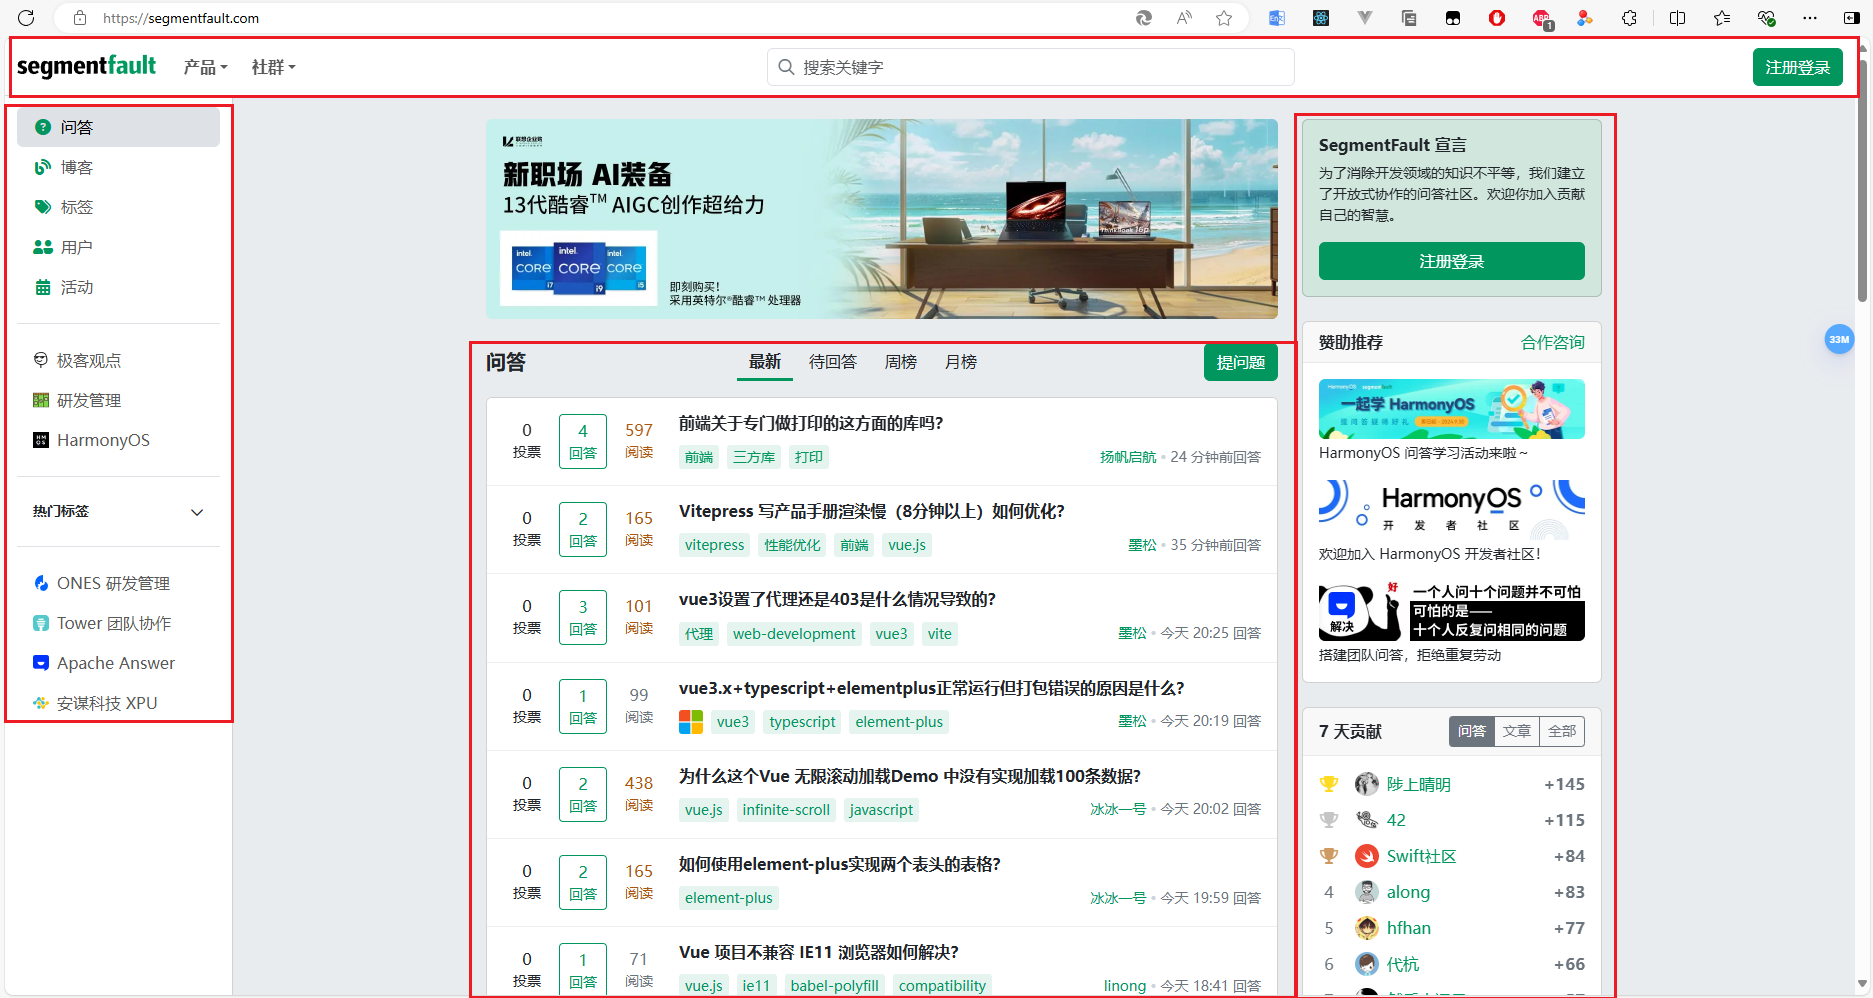 https://segmentfault.com
1
segmentfault
产品
社群
搜索关键字
注册登录
问答
博客
标签
用户
活动
极客观点
研发管理
HarmonyOS
热门标签
ONES 研发管理
Tower 团队协作
Apache Answer
安谋科技 XPU
联想企业购
新职场 AI装备
13代酷睿™ AIGC创作超给力
intel. CORE i7
intel. CORE i9
intel. CORE i5
即刻购买！
采用英特尔®酷睿™ 处理器
ThinkBook 16p
问答
最新 待回答 周榜 月榜
提问题
0 投票 4 回答 597 阅读
前端关于专门做打印的这方面的库吗?
前端 三方库 打印
扬帆启航 • 24 分钟前回答
0 投票 2 回答 165 阅读
Vitepress 写产品手册渲染慢（8分钟以上）如何优化?
vitepress 性能优化 前端 vue.js
墨松 • 35 分钟前回答
0 投票 3 回答 101 阅读
vue3设置了代理还是403是什么情况导致的?
代理 web-development vue3 vite
墨松 • 今天 20:25 回答
0 投票 1 回答 99 阅读
vue3.x+typescript+elementplus正常运行但打包错误的原因是什么?
vue3 typescript element-plus
墨松 • 今天 20:19 回答
0 投票 2 回答 438 阅读
为什么这个Vue 无限滚动加载Demo 中没有实现加载100条数据?
vue.js infinite-scroll javascript
冰冰一号 • 今天 20:02 回答
0 投票 2 回答 165 阅读
如何使用element-plus实现两个表头的表格?
element-plus
冰冰一号 • 今天 19:59 回答
0 投票 1 回答 71 阅读
Vue 项目不兼容 IE11 浏览器如何解决?
vue.js ie11 babel-polyfill compatibility
linong • 今天 18:41 回答
SegmentFault 宣言
为了消除开发领域的知识不平等，我们建立
了开放式协作的问答社区。欢迎你加入贡献
自己的智慧。
注册登录
赞助推荐
合作咨询
HarmonyOS segmentfault
一起学 HarmonyOS
HarmonyOS 问答学习活动来啦～
HarmonyOS
开发者社区
欢迎加入 HarmonyOS 开发者社区！
解决
好
一个人问十个问题并不可怕
可怕的是——
十个人反复问相同的问题
搭建团队问答，拒绝重复劳动
7 天贡献
问答 文章 全部
陟上晴明 +145
42 +115
Swift社区 +84
4 along +83
5 hfhan +77
6 代杭 +66
33M